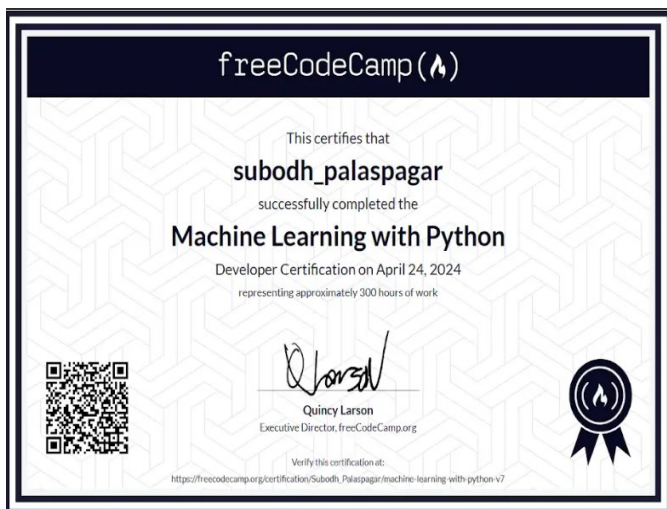 freeCodeCamp(🔥)
This certifies that
subodh_palaspagar
successfully completed the
Machine Learning with Python
Developer Certification on April 24, 2024
representing approximately 300 hours of work
Quincy Larson
Executive Director, freeCodeCamp.org
Verify this certification at:
https://freecodecamp.org/certification/Subodh_Palaspagar/machine-learning-with-python-v7